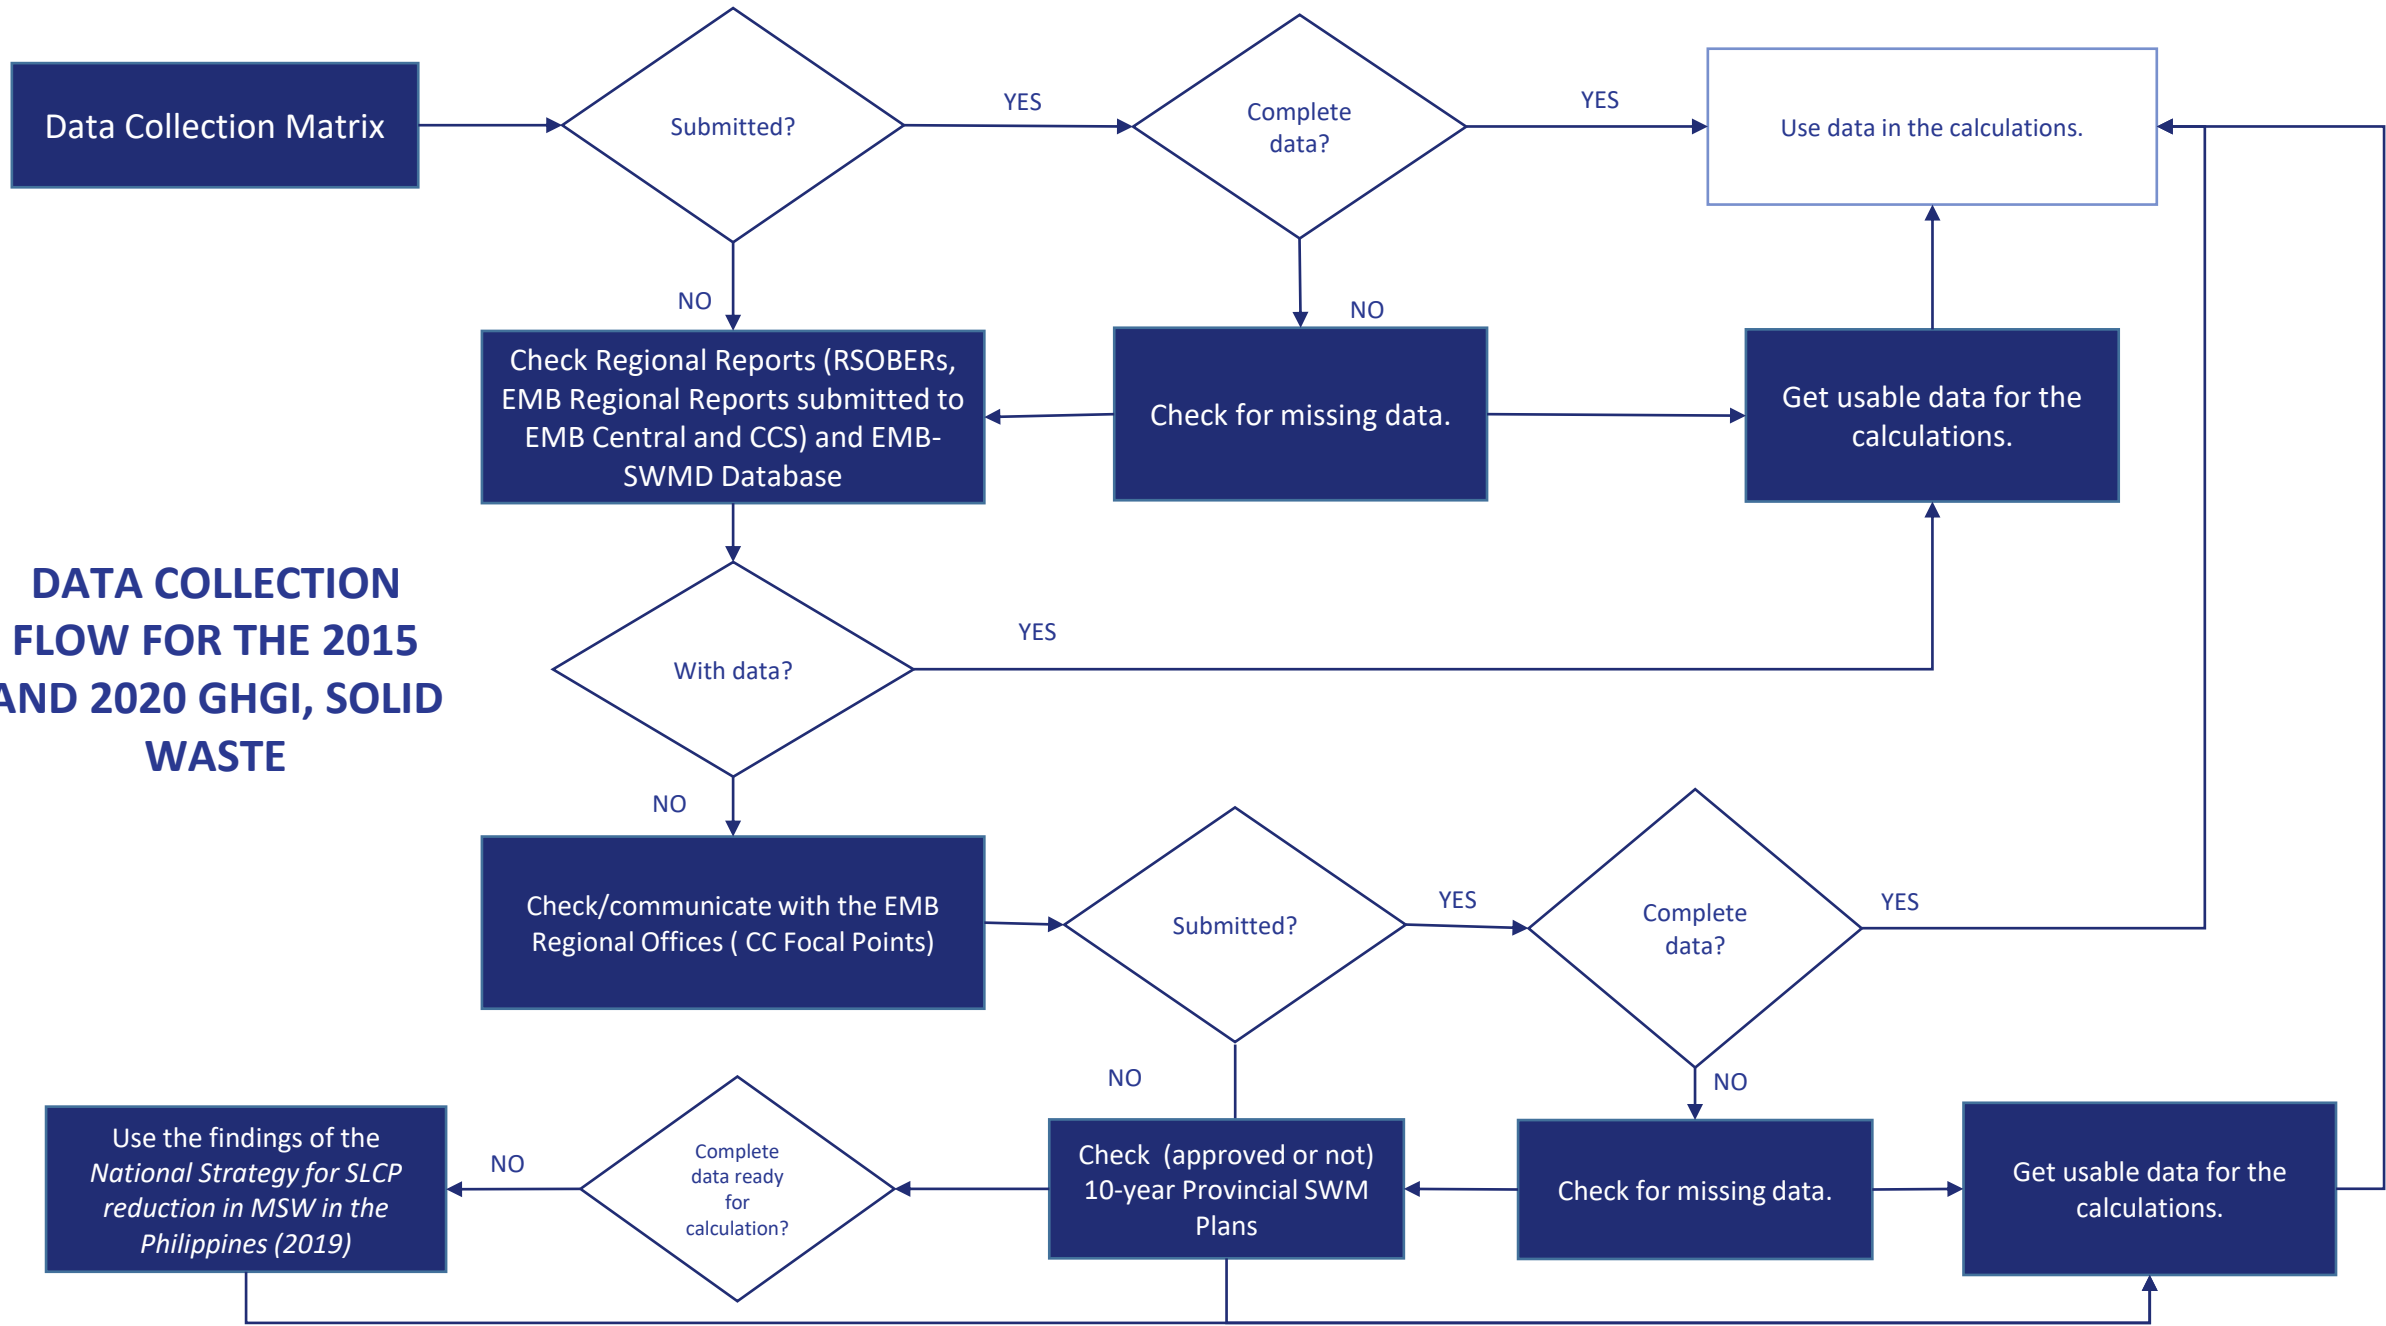 Data Collection Matrix
Submitted?
YES
Complete
data?
YES
Use data in the calculations.
NO
NO
Check Regional Reports (RSOBERs,
EMB Regional Reports submitted to
EMB Central and CCS) and EMB-
SWMD Database
Check for missing data.
Get usable data for the
calculations.
DATA COLLECTION
FLOW FOR THE 2015
AND 2020 GHGI, SOLID
WASTE
With data?
YES
NO
Check/communicate with the EMB
Regional Offices ( CC Focal Points)
Submitted?
YES
Complete
data?
YES
NO
NO
Use the findings of the
National Strategy for SLCP
reduction in MSW in the
Philippines (2019)
NO
Complete
data ready
for
calculation?
Check (approved or not)
10-year Provincial SWM
Plans
Check for missing data.
Get usable data for the
calculations.